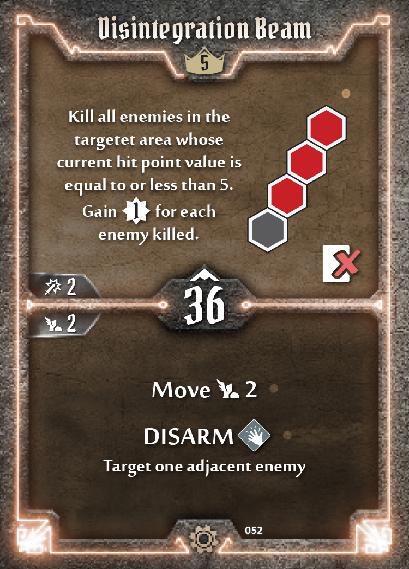 Disintegration Beam
5
Kill all enemies in the
targetet area whose
current hit point value is
equal to or less than 5.
Gain 1 for each
enemy killed.
2
36
2
Move 2
DISARM
Target one adjacent enemy
052